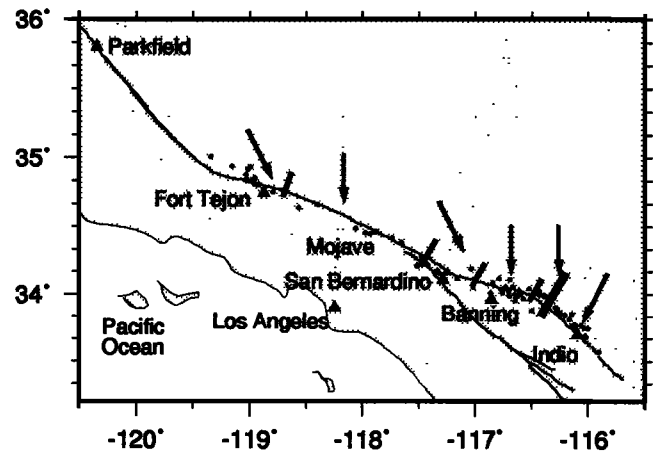 36°
Parkfield
35°
Fort Tejon
Mojave
34°
San Bernardino
Banning
Los Angeles
Pacific
Ocean
Indio
-120° -119° -118° -117° -116°